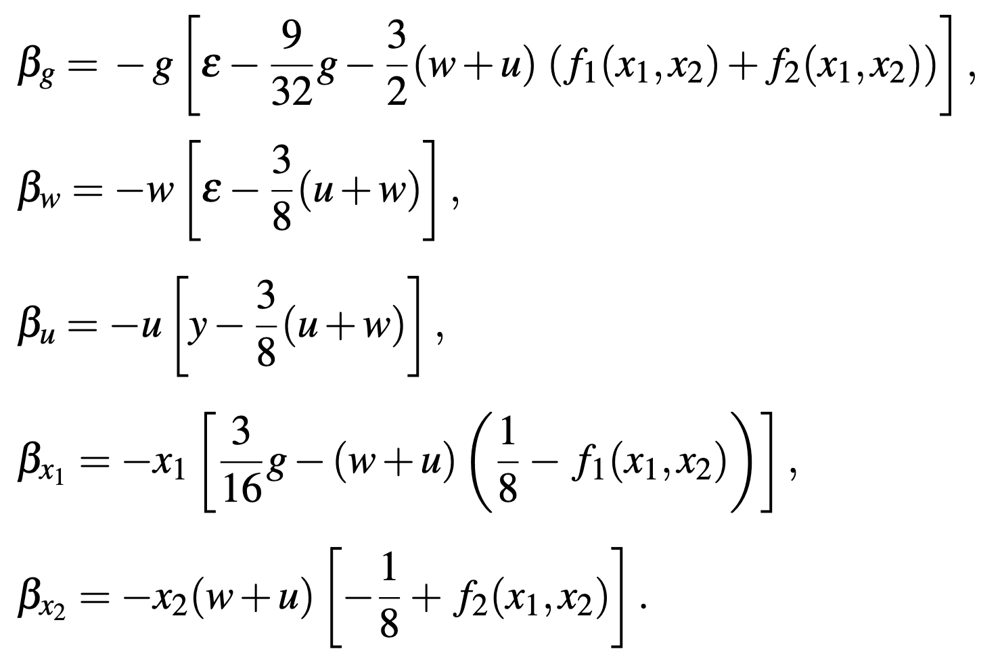 β_g = −g [ε − 9/32 g − 3/2 (w + u) (f_1(x_1, x_2) + f_2(x_1, x_2))],
β_w = −w [ε − 3/8 (u + w)],
β_u = −u [y − 3/8 (u + w)],
β_{x_1} = −x_1 [3/16 g − (w + u) (1/8 − f_1(x_1, x_2))],
β_{x_2} = −x_2(w + u) [−1/8 + f_2(x_1, x_2)].